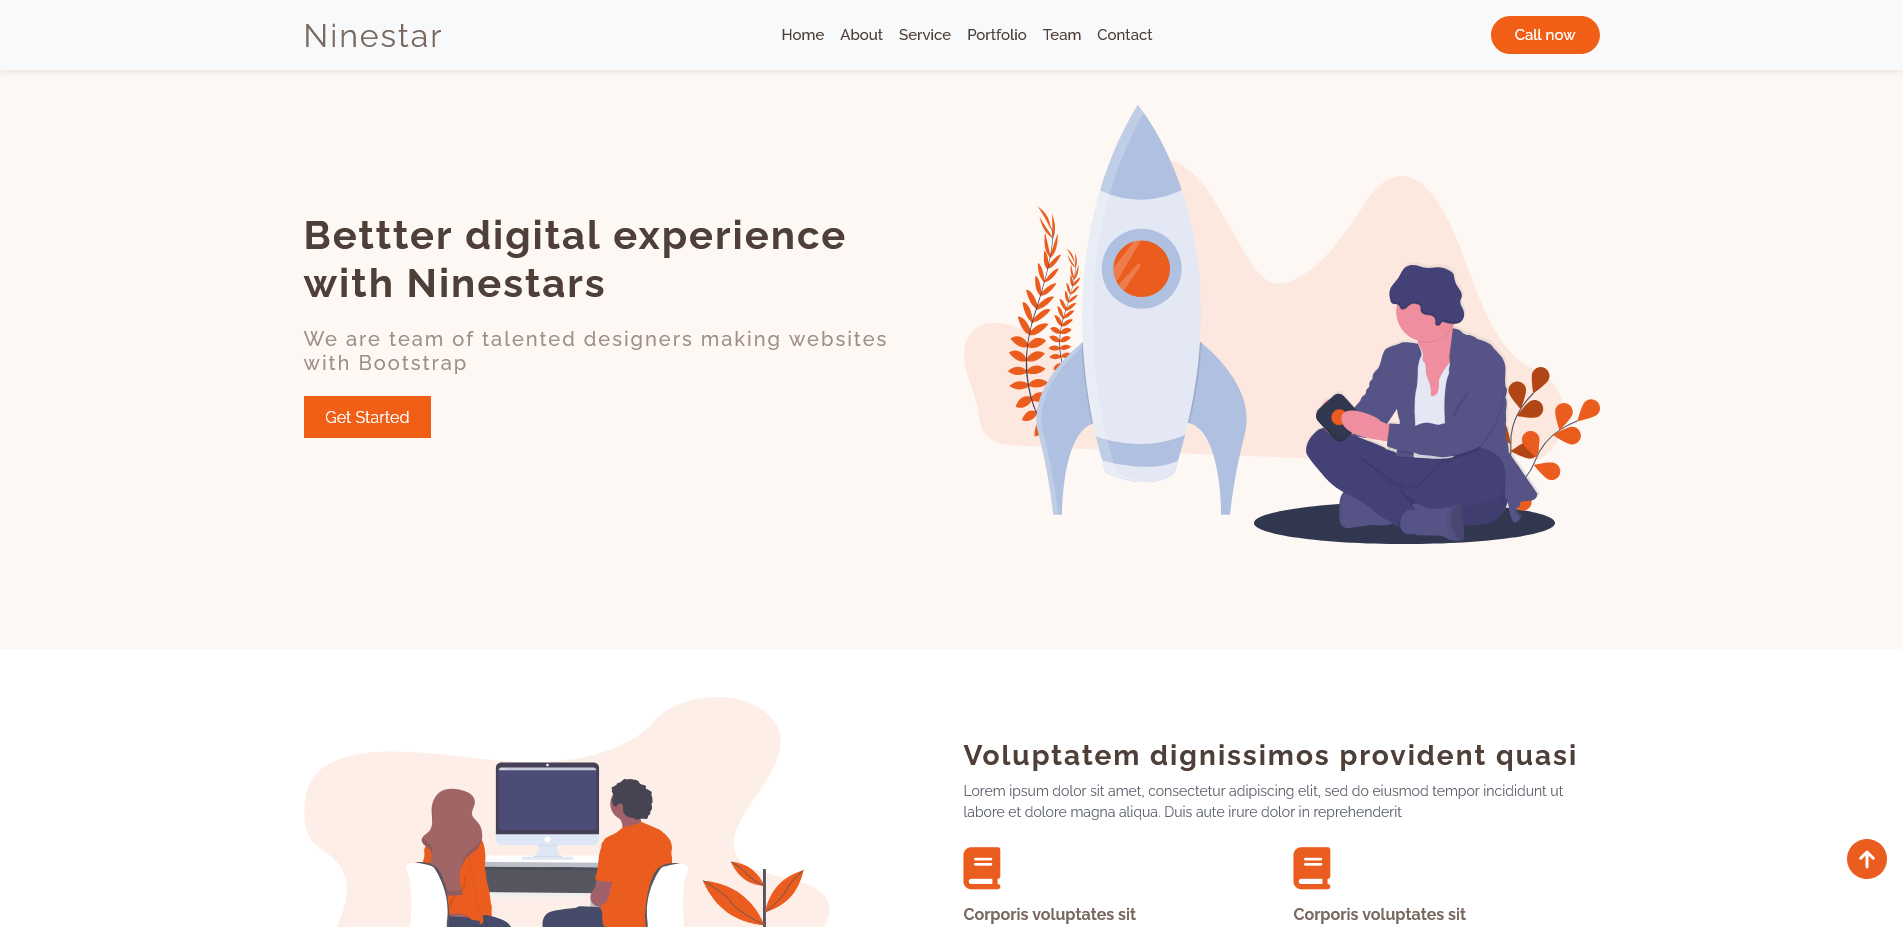 Ninestar
Home About Service Portfolio Team Contact
Call now
Bettter digital experience
with Ninestars
We are team of talented designers making websites
with Bootstrap
Get Started
Voluptatem dignissimos provident quasi
Lorem ipsum dolor sit amet, consectetur adipiscing elit, sed do eiusmod tempor incididunt ut
labore et dolore magna aliqua. Duis aute irure dolor in reprehenderit
Corporis voluptates sit
Corporis voluptates sit